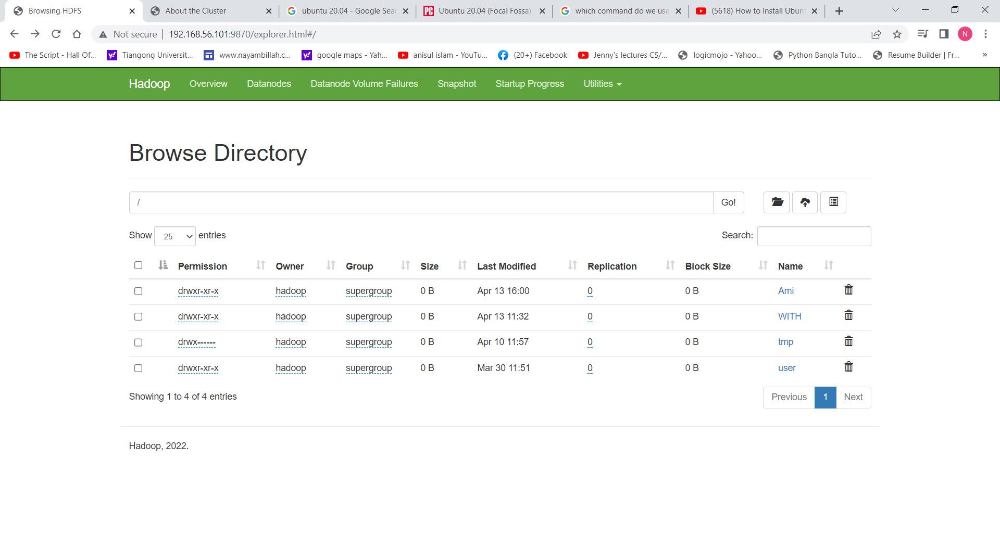 Browsing HDFS
About the Cluster
ubuntu 20.04 - Google Sear
PC Ubuntu 20.04 (Focal Fossa)
which command do we use
(5618) How to Install Ubunt
Not secure 192.168.56.101:9870/explorer.html#/ N
The Script - Hall Of... Tiangong Universit... www.nayambillah.c... google maps - Yah... anisul islam - YouTu... (20+) Facebook Jenny's lectures CS/... logicmojo - Yahoo... Python Bangla Tuto... Resume Builder | Fr... »
Hadoop Overview Datanodes Datanode Volume Failures Snapshot Startup Progress Utilities
Browse Directory
/ Go!
Show 25 entries Search:
Permission Owner Group Size Last Modified Replication Block Size Name
drwxr-xr-x hadoop supergroup 0 B Apr 13 16:00 0 0 B Ami
drwxr-xr-x hadoop supergroup 0 B Apr 13 11:32 0 0 B WITH
drwx------ hadoop supergroup 0 B Apr 10 11:57 0 0 B tmp
drwxr-xr-x hadoop supergroup 0 B Mar 30 11:51 0 0 B user
Showing 1 to 4 of 4 entries Previous 1 Next
Hadoop, 2022.